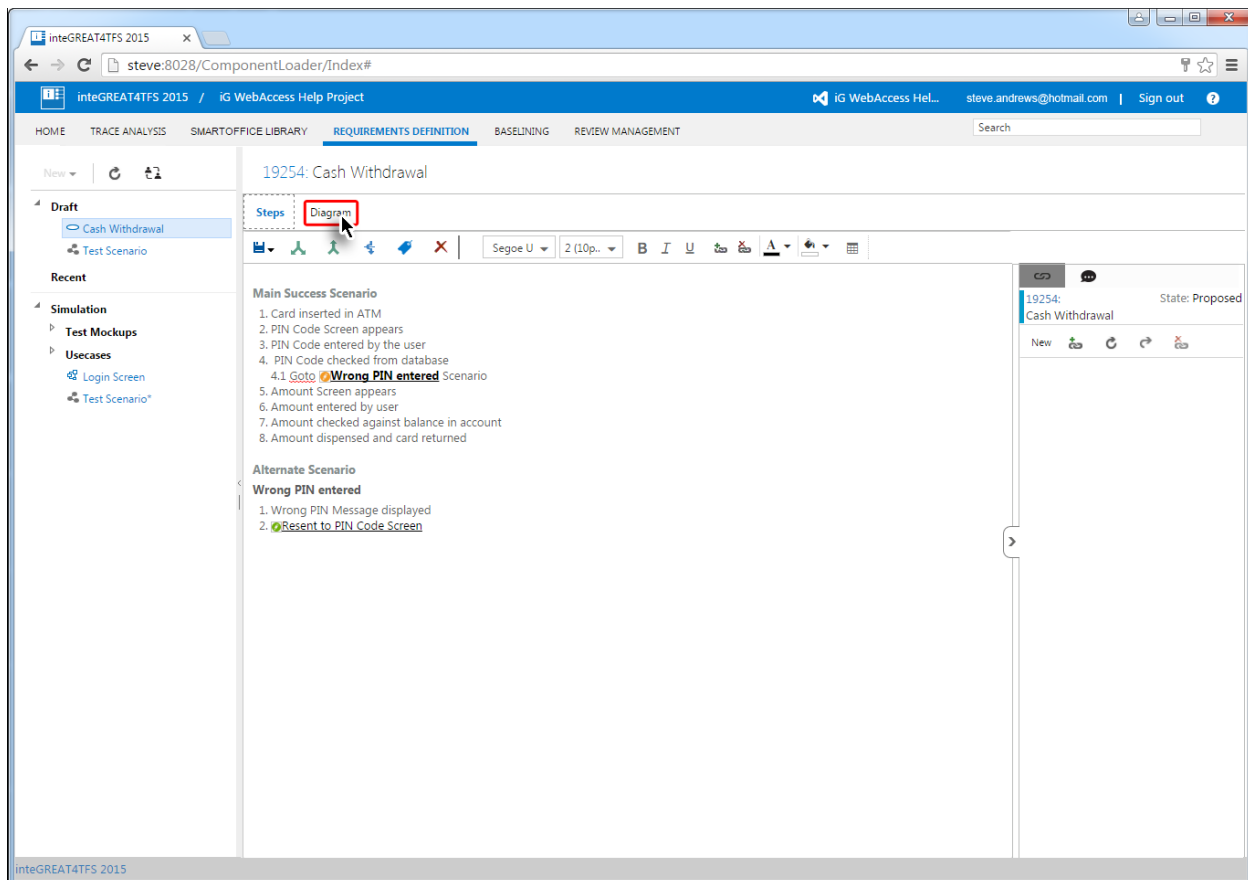 inteGREAT4TFS 2015
steve:8028/ComponentLoader/Index#
inteGREAT4TFS 2015 / iG WebAccess Help Project iG WebAccess Hel... steve.andrews@hotmail.com | Sign out ?
HOME TRACE ANALYSIS SMARTOFFICE LIBRARY REQUIREMENTS DEFINITION BASELINING REVIEW MANAGEMENT Search
New
Draft
Cash Withdrawal
Test Scenario
Recent
Simulation
Test Mockups
Usecases
Login Screen
Test Scenario*
19254: Cash Withdrawal
Steps Diagram
Segoe U 2 (10p.. B I U A
Main Success Scenario
1. Card inserted in ATM
2. PIN Code Screen appears
3. PIN Code entered by the user
4. PIN Code checked from database
4.1 Goto Wrong PIN entered Scenario
5. Amount Screen appears
6. Amount entered by user
7. Amount checked against balance in account
8. Amount dispensed and card returned
Alternate Scenario
Wrong PIN entered
1. Wrong PIN Message displayed
2. Resent to PIN Code Screen
19254: State: Proposed
Cash Withdrawal
New
inteGREAT4TFS 2015